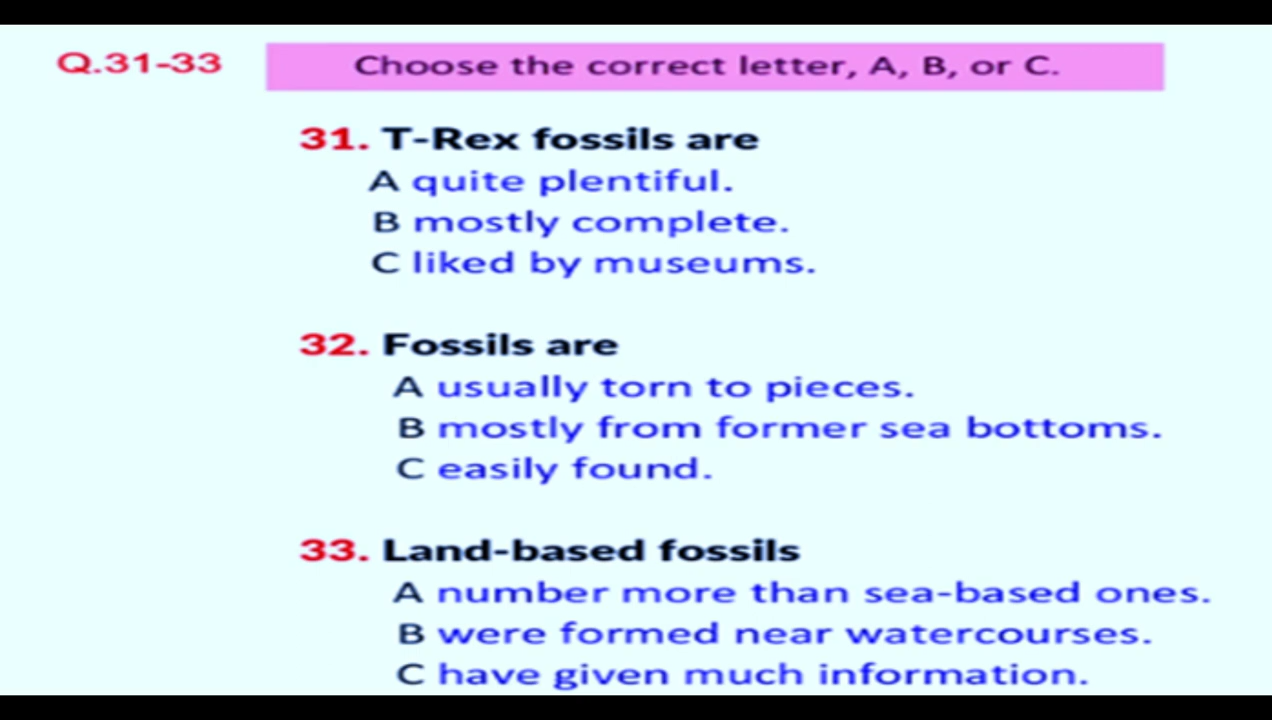 Q.31-33 Choose the correct letter, A, B, or C.
31. T-Rex fossils are
A quite plentiful.
B mostly complete.
C liked by museums.
32. Fossils are
A usually torn to pieces.
B mostly from former sea bottoms.
C easily found.
33. Land-based fossils
A number more than sea-based ones.
B were formed near watercourses.
C have given much information.